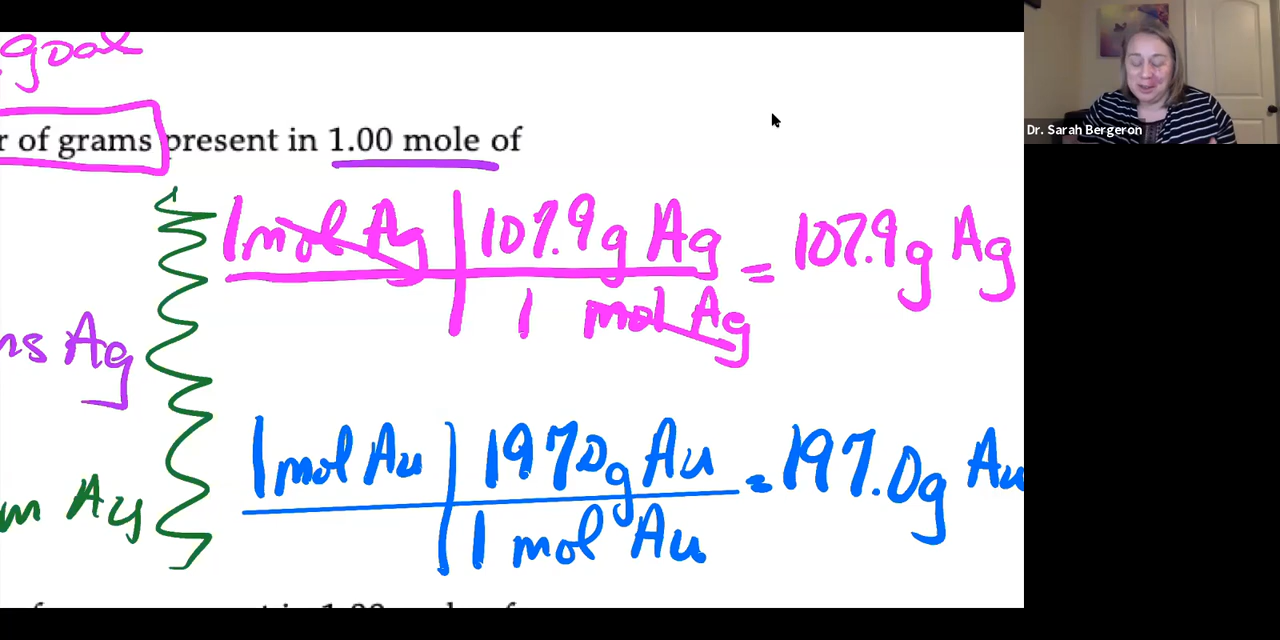 goal
Dr. Sarah Bergeron
r of grams present in 1.00 mole of
1 mol Ag | 107.9 g Ag = 107.9 g Ag
1 mol Ag
ns Ag
1 mol Au | 197.0 g Au = 197.0 g Au
m Au
1 mol Au